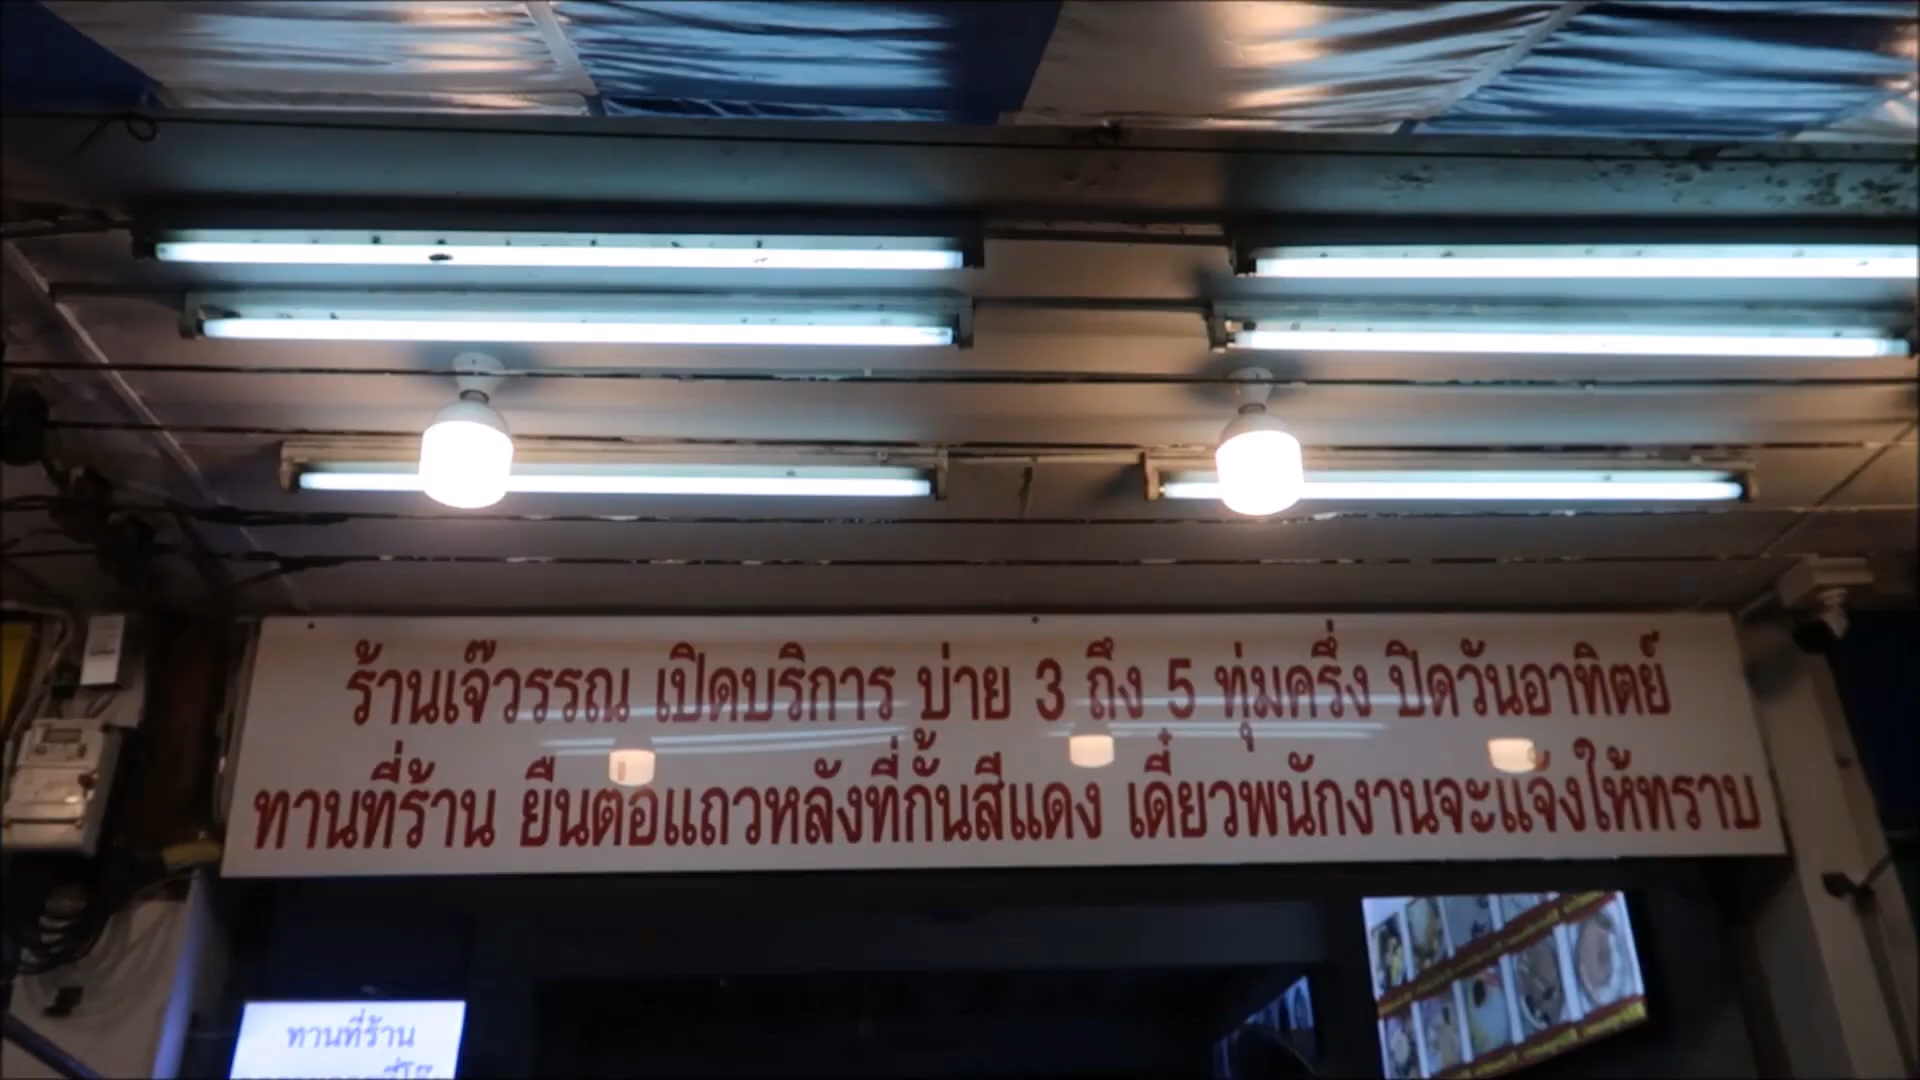 ร้านเจ๊วรรณ เปิดบริการ บ่าย 3 ถึง 5 ทุ่มครึ่ง ปิดวันอาทิตย์
ทานที่ร้าน ยืนต่อแถวหลังที่กั้นสีแดง เดี๋ยวพนักงานจะแจ้งให้ทราบ
ทานที่ร้าน